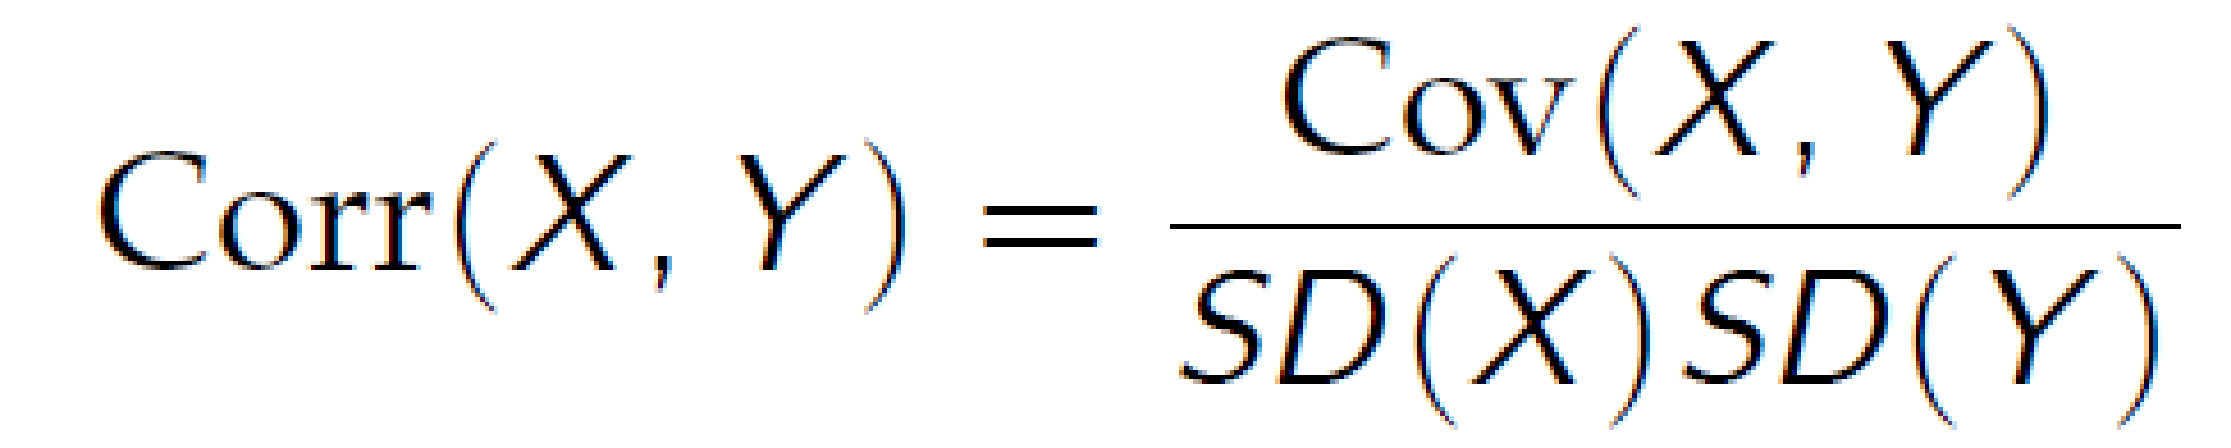 Corr(X, Y) = Cov(X, Y) / SD(X)SD(Y)